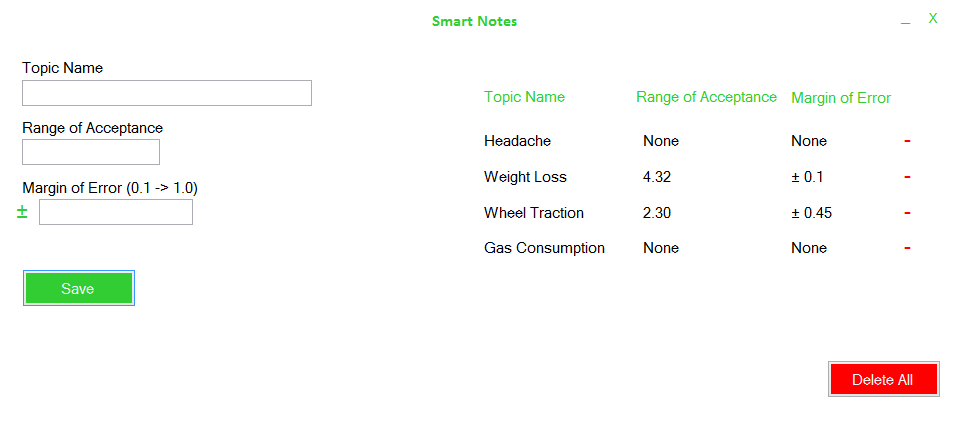 Smart Notes
_ X
Topic Name
Range of Acceptance
Margin of Error (0.1 -> 1.0)
±
Save
Topic Name Range of Acceptance Margin of Error
Headache None None -
Weight Loss 4.32 ± 0.1 -
Wheel Traction 2.30 ± 0.45 -
Gas Consumption None None -
Delete All